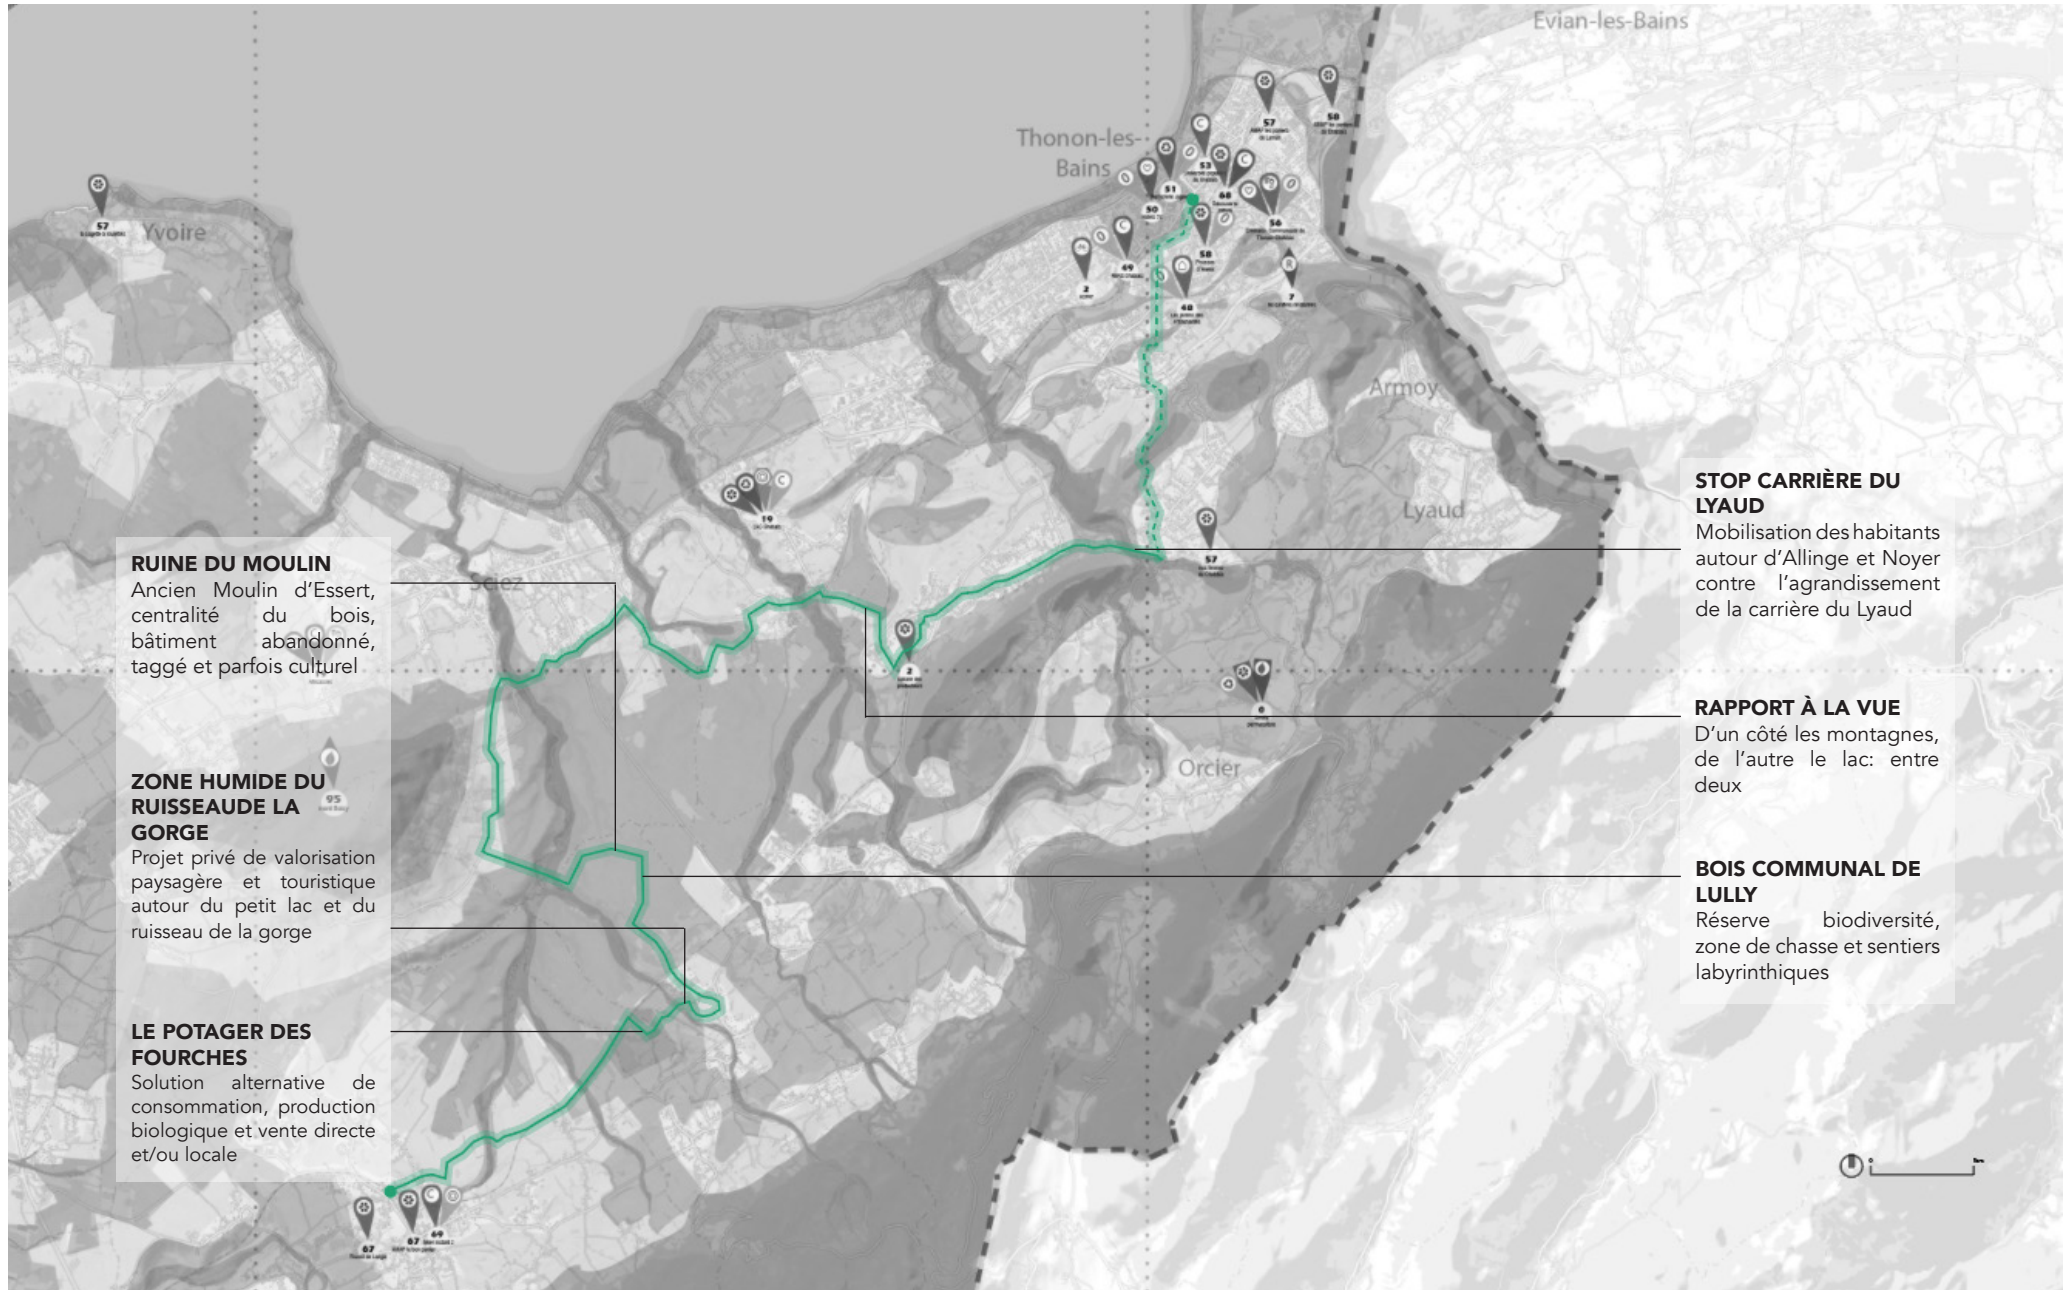 Evian-les-Bains
Thonon-les-
Bains
Yvoire
Armoy
Lyaud
Sciez
Orcier
57
58
57
53
51
50
68
56
58
49
2
48
7
57
19
57
2
95
67
67
69
0
RUINE DU MOULIN
Ancien Moulin d'Essert,
centralité du bois,
bâtiment abandonné,
taggé et parfois culturel
ZONE HUMIDE DU
RUISSEAUDE LA
GORGE
Projet privé de valorisation
paysagère et touristique
autour du petit lac et du
ruisseau de la gorge
LE POTAGER DES
FOURCHES
Solution alternative de
consommation, production
biologique et vente directe
et/ou locale
STOP CARRIÈRE DU
LYAUD
Mobilisation des habitants
autour d'Allinge et Noyer
contre l'agrandissement
de la carrière du Lyaud
RAPPORT À LA VUE
D'un côté les montagnes,
de l'autre le lac: entre
deux
BOIS COMMUNAL DE
LULLY
Réserve biodiversité,
zone de chasse et sentiers
labyrinthiques